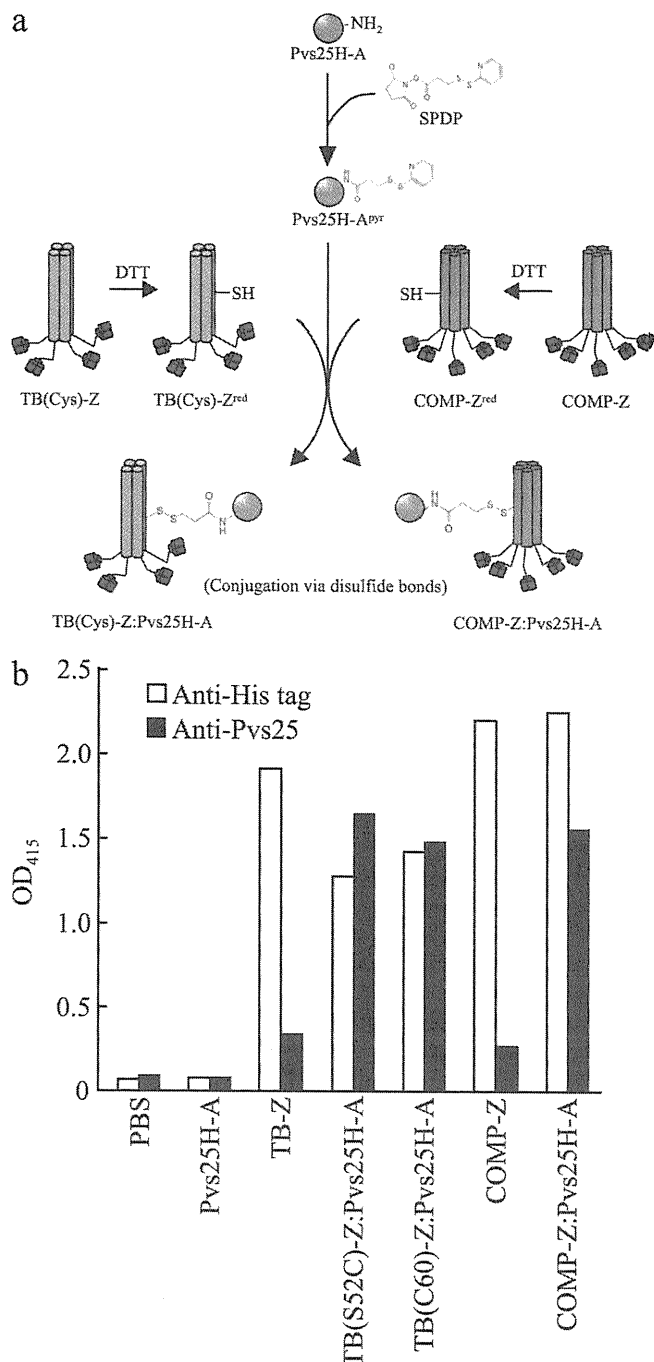 a
-NH2
Pvs25H-A
SPDP
Pvs25H-Apyr
DTT
-SH
SH-
DTT
TB(Cys)-Z
TB(Cys)-Zred
COMP-Zred
COMP-Z
(Conjugation via disulfide bonds)
TB(Cys)-Z:Pvs25H-A
COMP-Z:Pvs25H-A
b
2.5
2.0
1.5
1.0
0.5
0
OD415
Anti-His tag
Anti-Pvs25
PBS
Pvs25H-A
TB-Z
TB(S52C)-Z:Pvs25H-A
TB(C60)-Z:Pvs25H-A
COMP-Z
COMP-Z:Pvs25H-A